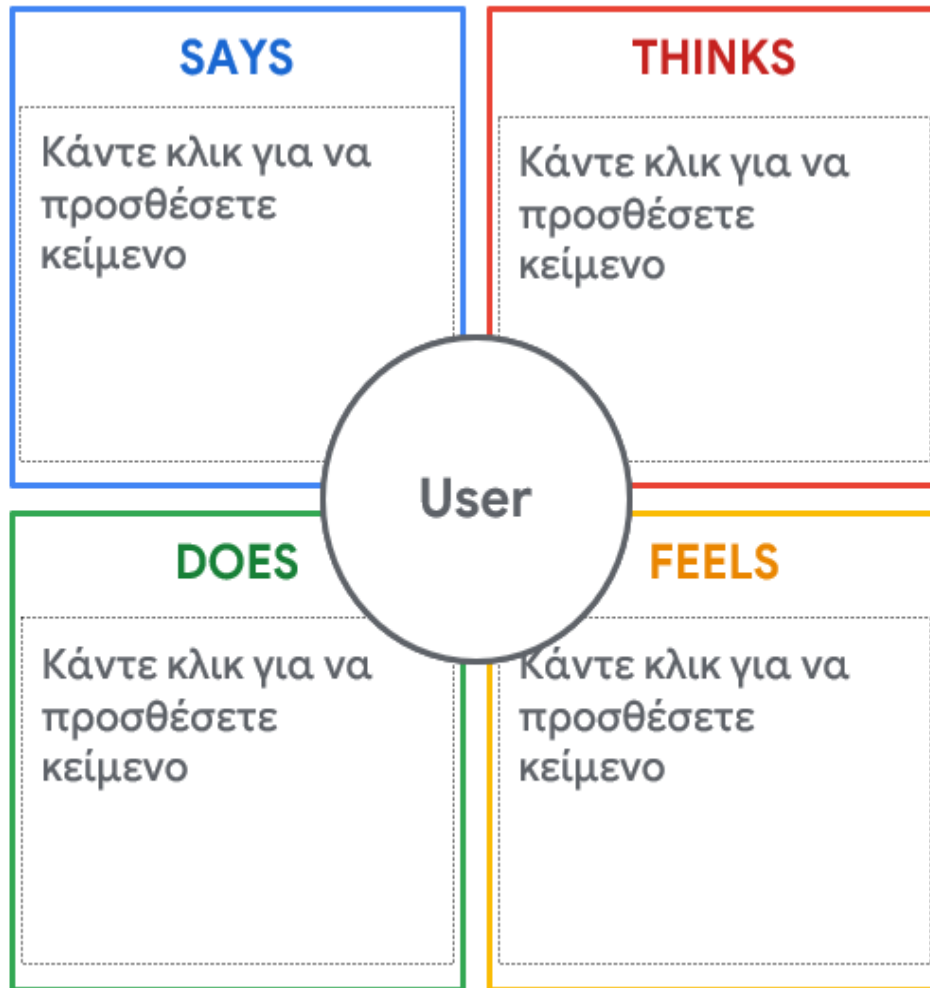 SAYS
Κάντε κλικ για να
προσθέσετε
κείμενο
THINKS
Κάντε κλικ για να
προσθέσετε
κείμενο
User
DOES
Κάντε κλικ για να
προσθέσετε
κείμενο
FEELS
Κάντε κλικ για να
προσθέσετε
κείμενο